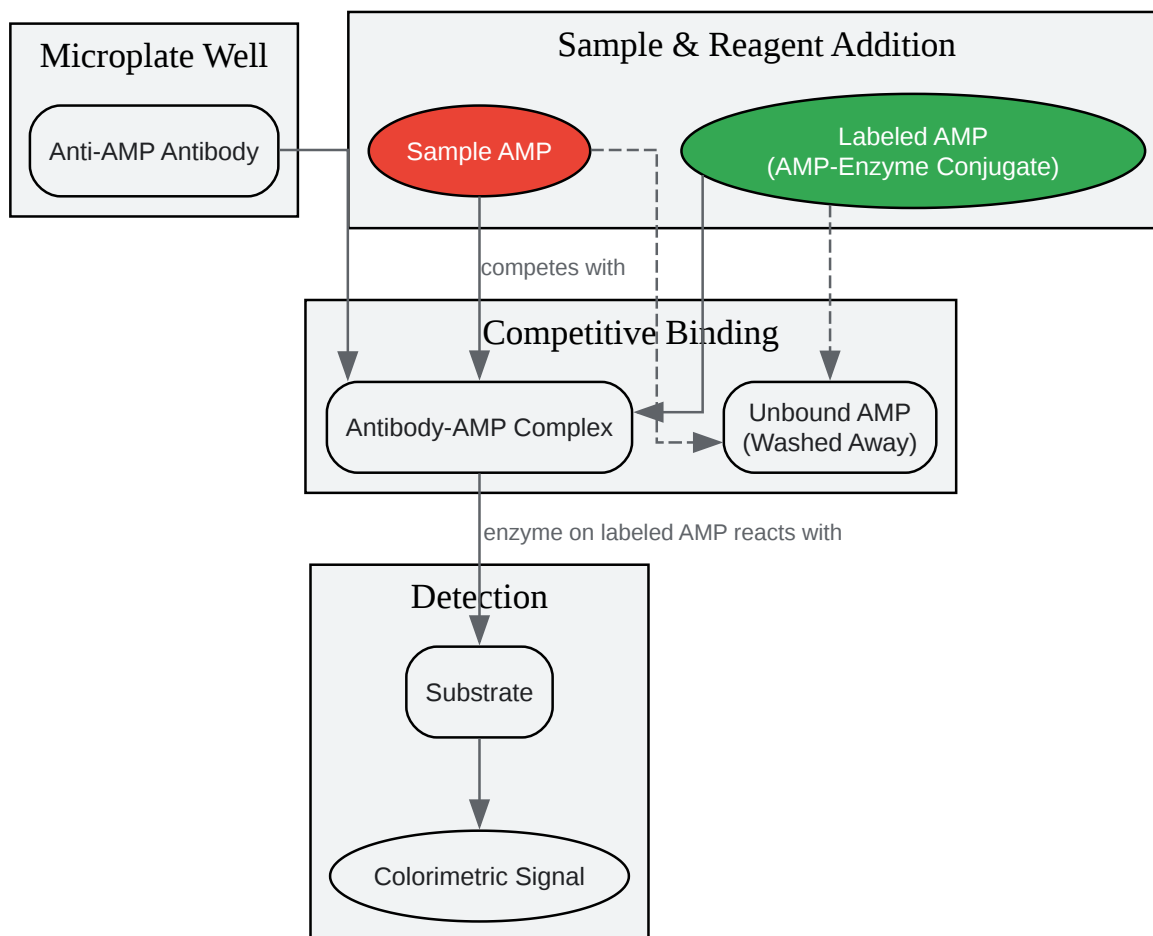 Microplate Well
Anti-AMP Antibody
Sample & Reagent Addition
Sample AMP
Labeled AMP
(AMP-Enzyme Conjugate)
competes with
Competitive Binding
Antibody-AMP Complex
Unbound AMP
(Washed Away)
enzyme on labeled AMP reacts with
Detection
Substrate
Colorimetric Signal